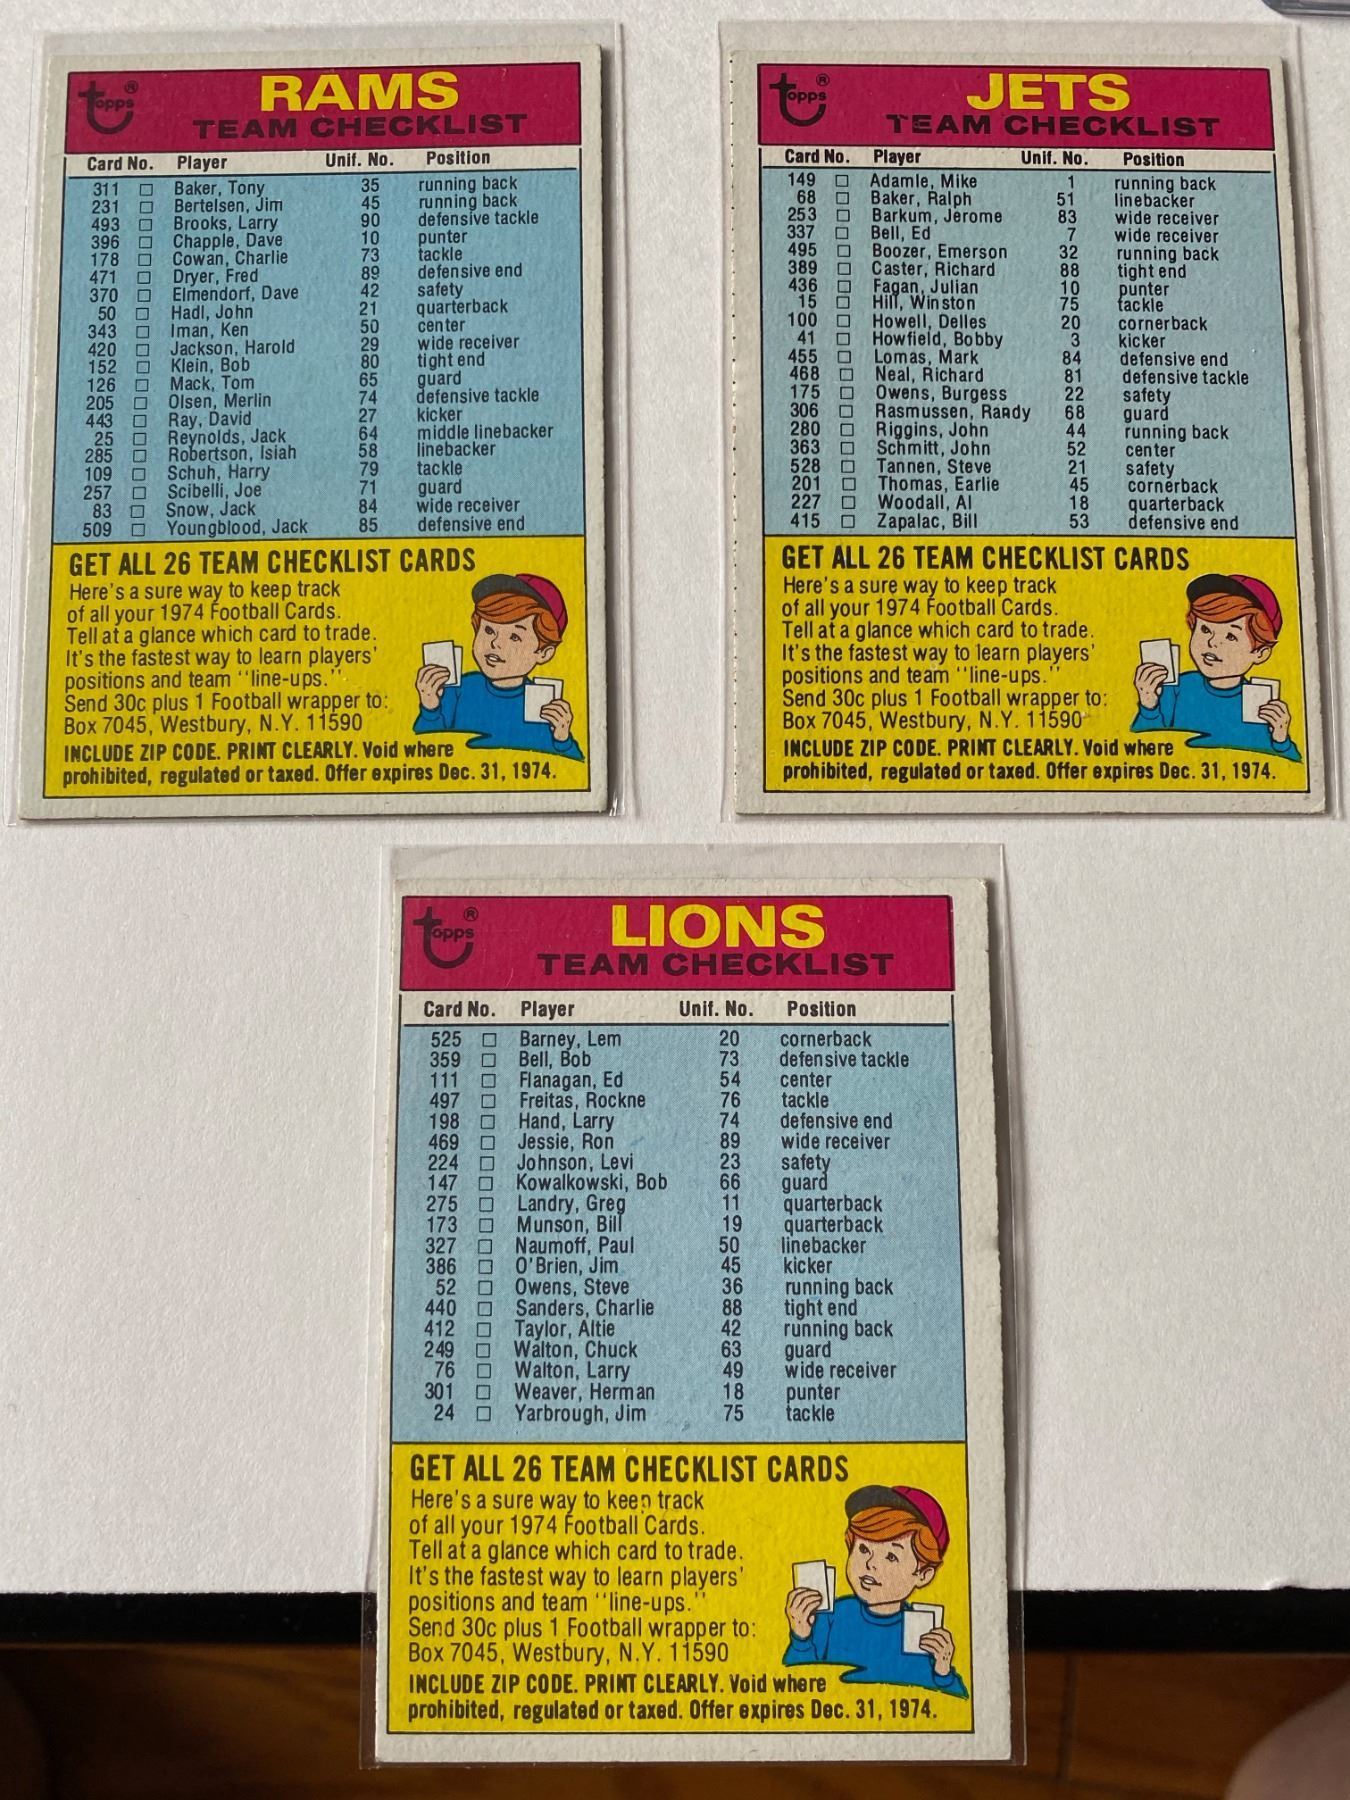 topps ®
RAMS
TEAM CHECKLIST
Card No. Player Unif. No. Position
311 Baker, Tony 35 running back
231 Bertelsen, Jim 45 running back
493 Brooks, Larry 90 defensive tackle
396 Chapple, Dave 10 punter
178 Cowan, Charlie 73 tackle
471 Dryer, Fred 89 defensive end
370 Elmendorf, Dave 42 safety
50 Hadl, John 21 quarterback
343 Iman, Ken 50 center
420 Jackson, Harold 29 wide receiver
152 Klein, Bob 80 tight end
126 Mack, Tom 65 guard
205 Olsen, Merlin 74 defensive tackle
443 Ray, David 27 kicker
25 Reynolds, Jack 64 middle linebacker
285 Robertson, Isiah 58 linebacker
109 Schuh, Harry 79 tackle
257 Scibelli, Joe 71 guard
83 Snow, Jack 84 wide receiver
509 Youngblood, Jack 85 defensive end
GET ALL 26 TEAM CHECKLIST CARDS
Here's a sure way to keep track
of all your 1974 Football Cards.
Tell at a glance which card to trade.
It's the fastest way to learn players'
positions and team "line-ups."
Send 30c plus 1 Football wrapper to:
Box 7045, Westbury, N.Y. 11590
INCLUDE ZIP CODE. PRINT CLEARLY. Void where
prohibited, regulated or taxed. Offer expires Dec. 31, 1974.
topps ®
JETS
TEAM CHECKLIST
Card No. Player Unif. No. Position
149 Adamle, Mike 1 running back
68 Baker, Ralph 51 linebacker
253 Barkum, Jerome 83 wide receiver
337 Bell, Ed 7 wide receiver
495 Boozer, Emerson 32 running back
389 Caster, Richard 88 tight end
436 Fagan, Julian 10 punter
15 Hill, Winston 75 tackle
100 Howell, Delles 20 cornerback
41 Howfield, Bobby 3 kicker
455 Lomas, Mark 84 defensive end
468 Neal, Richard 81 defensive tackle
175 Owens, Burgess 22 safety
306 Rasmussen, Randy 68 guard
280 Riggins, John 44 running back
363 Schmitt, John 52 center
528 Tannen, Steve 21 safety
201 Thomas, Earlie 45 cornerback
227 Woodall, Al 18 quarterback
415 Zapalac, Bill 53 defensive end
GET ALL 26 TEAM CHECKLIST CARDS
Here's a sure way to keep track
of all your 1974 Football Cards.
Tell at a glance which card to trade.
It's the fastest way to learn players'
positions and team "line-ups."
Send 30c plus 1 Football wrapper to:
Box 7045, Westbury, N.Y. 11590
INCLUDE ZIP CODE. PRINT CLEARLY. Void where
prohibited, regulated or taxed. Offer expires Dec. 31, 1974.
topps ®
LIONS
TEAM CHECKLIST
Card No. Player Unif. No. Position
525 Barney, Lem 20 cornerback
359 Bell, Bob 73 defensive tackle
111 Flanagan, Ed 54 center
497 Freitas, Rockne 76 tackle
198 Hand, Larry 74 defensive end
469 Jessie, Ron 89 wide receiver
224 Johnson, Levi 23 safety
147 Kowalkowski, Bob 66 guard
275 Landry, Greg 11 quarterback
173 Munson, Bill 19 quarterback
327 Naumoff, Paul 50 linebacker
386 O'Brien, Jim 45 kicker
52 Owens, Steve 36 running back
440 Sanders, Charlie 88 tight end
412 Taylor, Altie 42 running back
249 Walton, Chuck 63 guard
76 Walton, Larry 49 wide receiver
301 Weaver, Herman 18 punter
24 Yarbrough, Jim 75 tackle
GET ALL 26 TEAM CHECKLIST CARDS
Here's a sure way to keep track
of all your 1974 Football Cards.
Tell at a glance which card to trade.
It's the fastest way to learn players'
positions and team "line-ups."
Send 30c plus 1 Football wrapper to:
Box 7045, Westbury, N.Y. 11590
INCLUDE ZIP CODE. PRINT CLEARLY. Void where
prohibited, regulated or taxed. Offer expires Dec. 31, 1974.